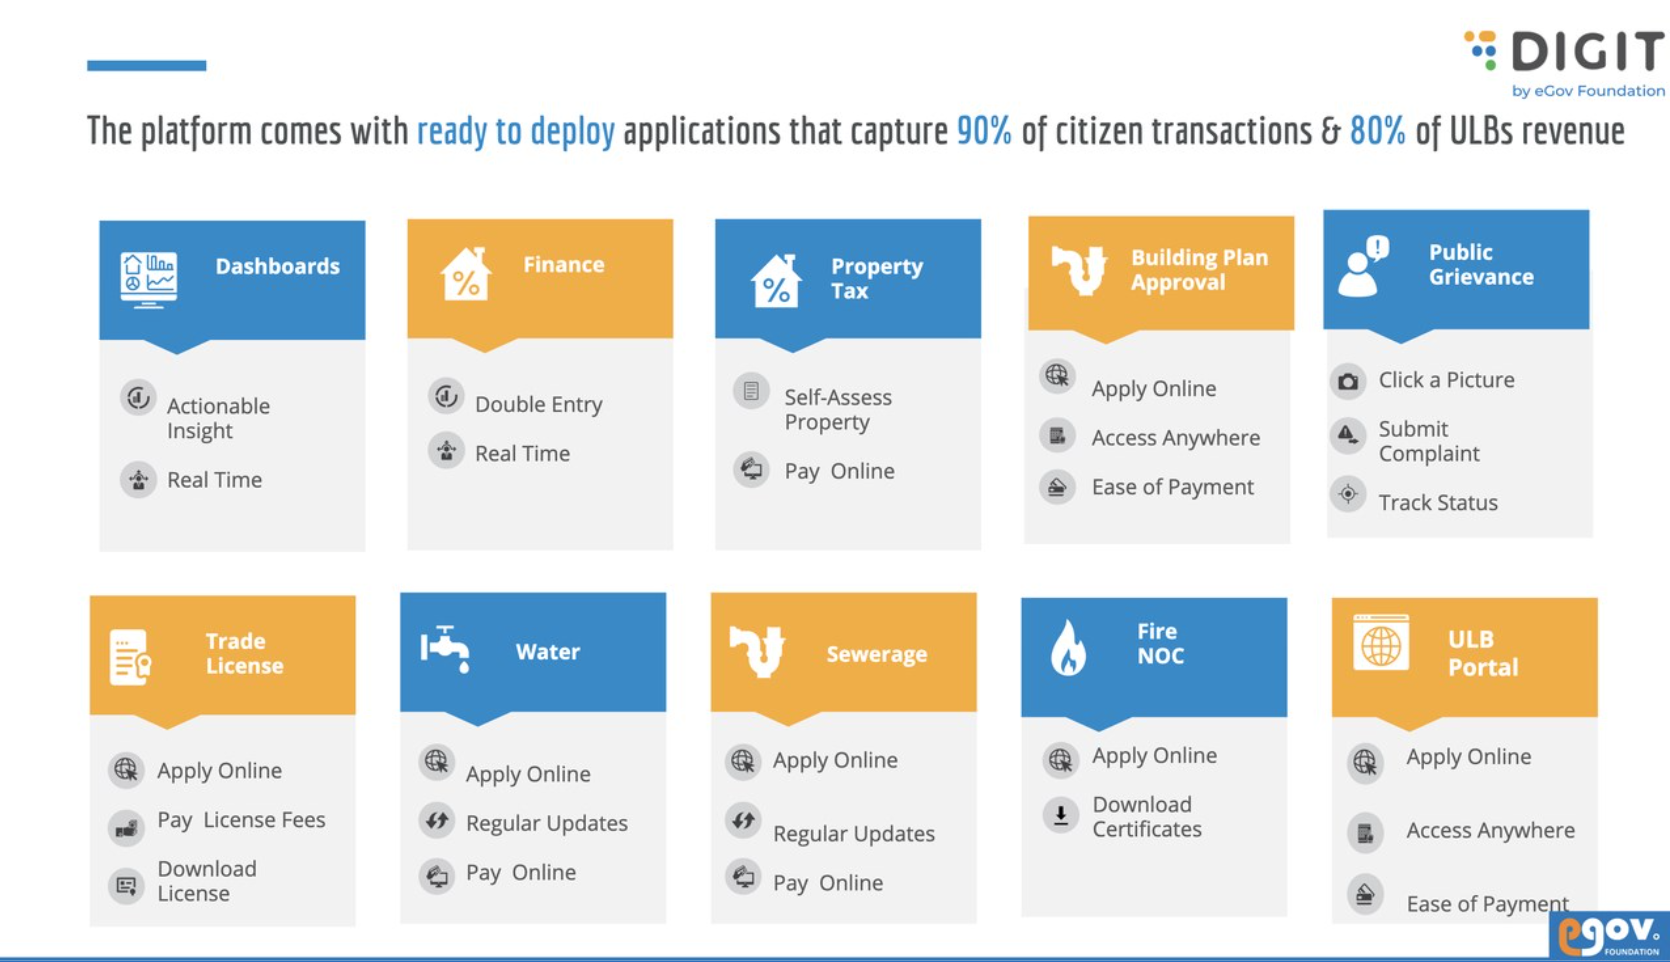 DIGIT
by eGov Foundation
The platform comes with ready to deploy applications that capture 90% of citizen transactions & 80% of ULBs revenue
Dashboards
Actionable
Insight
Real Time
%
Finance
Double Entry
Real Time
%
Property
Tax
Self-Assess
Property
Pay Online
Building Plan
Approval
Apply Online
Access Anywhere
Ease of Payment
!
Public
Grievance
Click a Picture
Submit
Complaint
Track Status
Trade
License
Apply Online
Pay License Fees
Download
License
Water
Apply Online
Regular Updates
Pay Online
Sewerage
Apply Online
Regular Updates
Pay Online
Fire
NOC
Apply Online
Download
Certificates
ULB
Portal
Apply Online
Access Anywhere
Ease of Payment
egov.
FOUNDATION